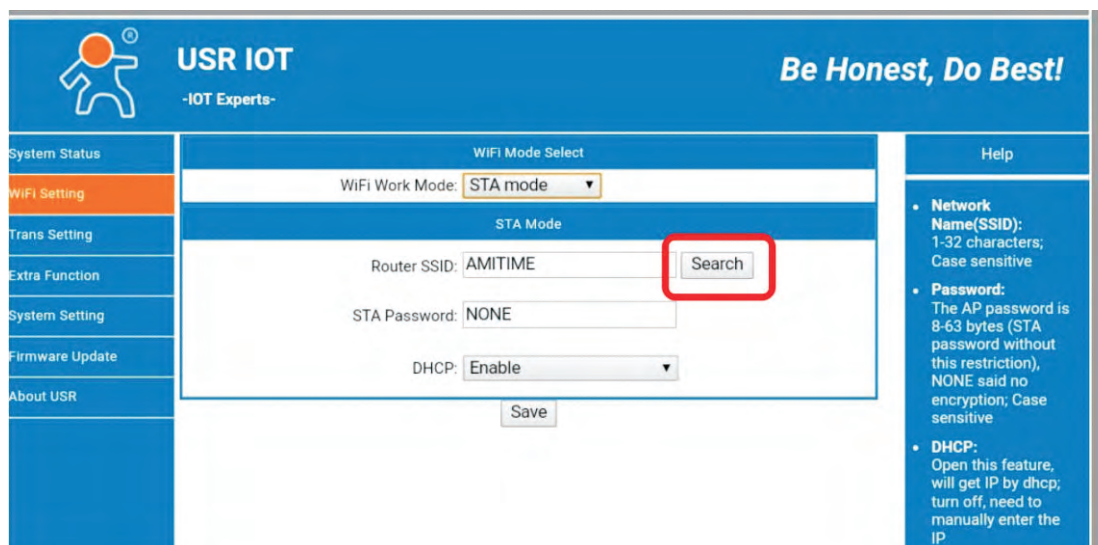 ®
USR IOT
-IOT Experts-
Be Honest, Do Best!
System Status
WiFi Setting
Trans Setting
Extra Function
System Setting
Firmware Update
About USR
WiFi Mode Select
WiFi Work Mode: STA mode
STA Mode
Router SSID: AMITIME Search
STA Password: NONE
DHCP: Enable
Save
Help
• Network
Name(SSID):
1-32 characters;
Case sensitive
• Password:
The AP password is
8-63 bytes (STA
password without
this restriction),
NONE said no
encryption; Case
sensitive
• DHCP:
Open this feature,
will get IP by dhcp;
turn off, need to
manually enter the
IP